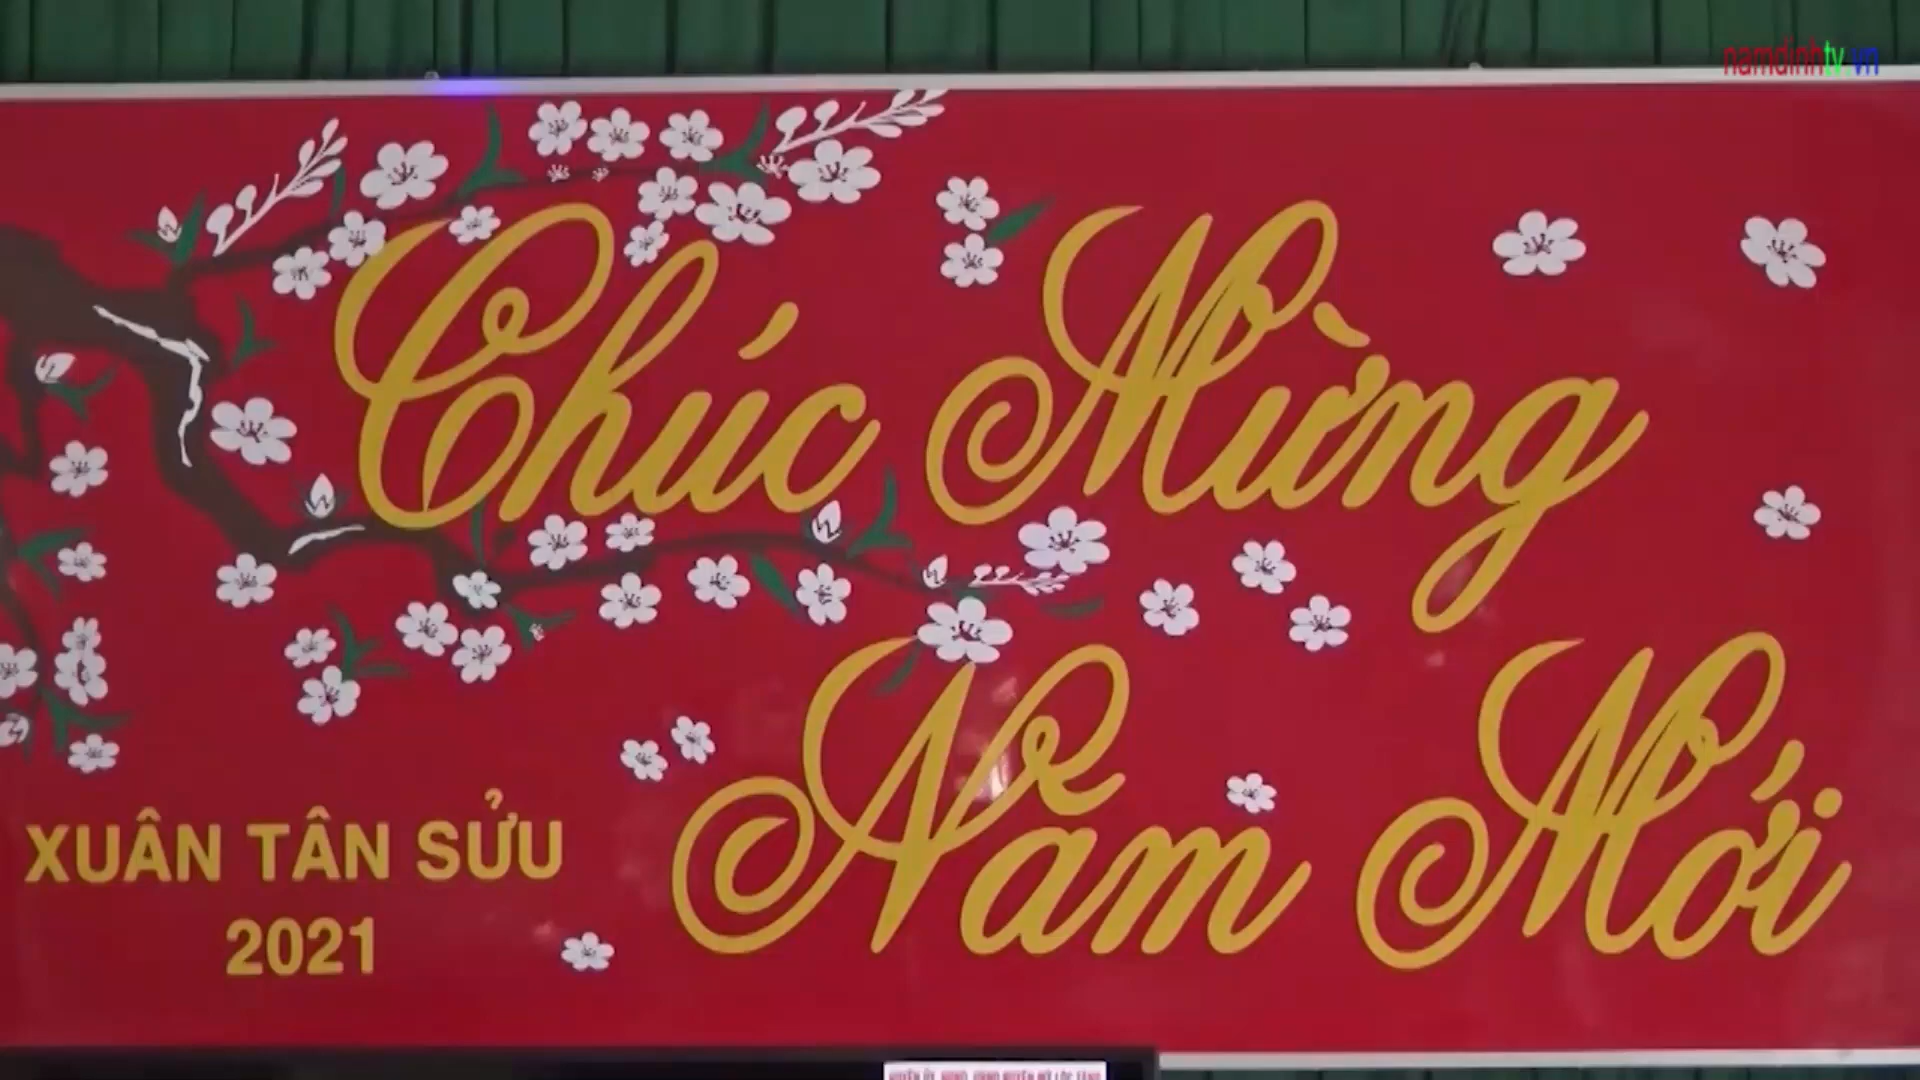 namdinhtv.vn
Chúc Mừng
Năm Mới
XUÂN TÂN SỬU
2021